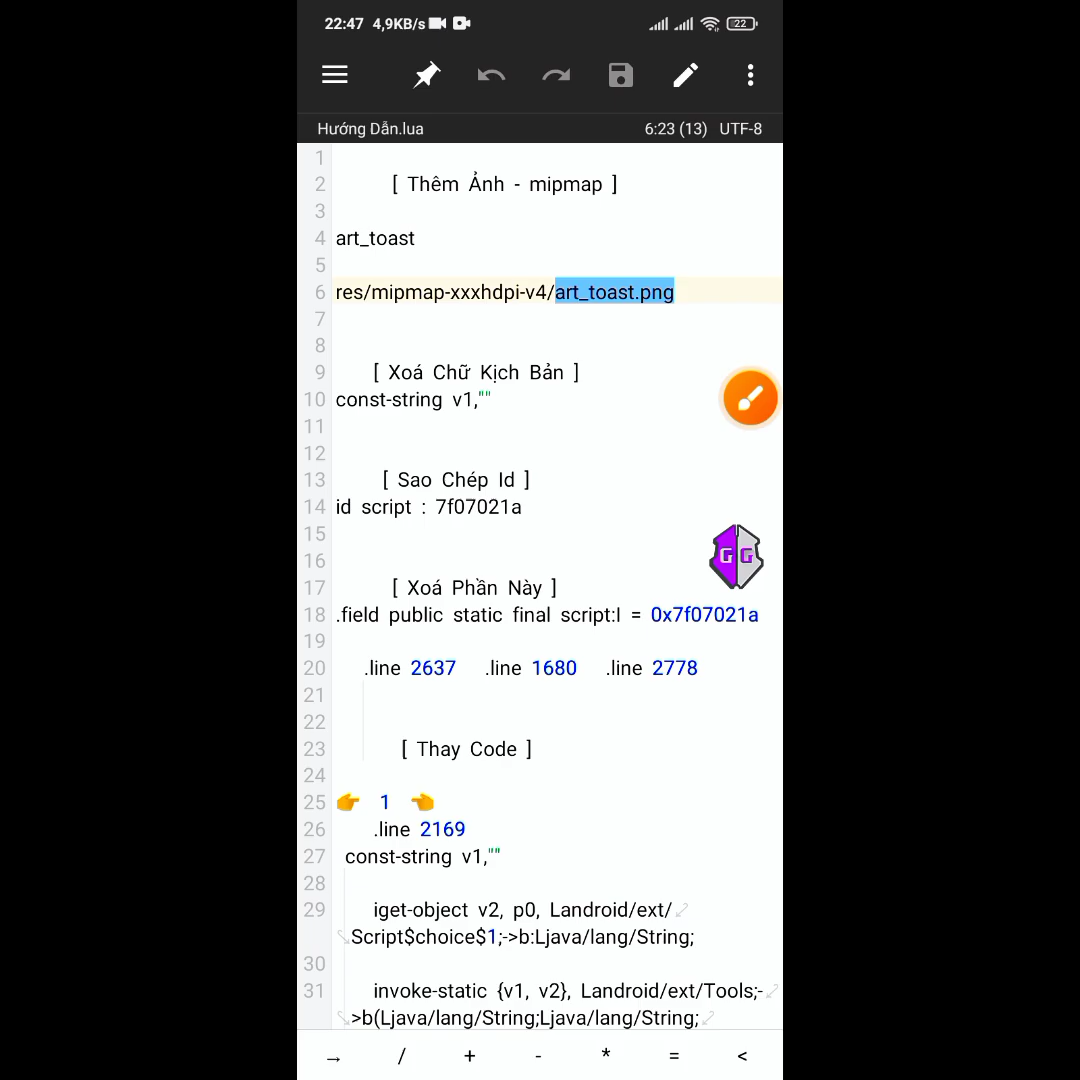 22:47 4,9KB/s 22
Hướng Dẫn.lua 6:23 (13) UTF-8
1
2 [ Thêm Ảnh - mipmap ]
3
4 art_toast
5
6 res/mipmap-xxxhdpi-v4/art_toast.png
7
8
9 [ Xoá Chữ Kịch Bản ]
10 const-string v1,""
11
12
13 [ Sao Chép Id ]
14 id script : 7f07021a
15
16
17 [ Xoá Phần Này ]
18 .field public static final script:I = 0x7f07021a
19
20 .line 2637 .line 1680 .line 2778
21
22
23 [ Thay Code ]
24
25 👉 1 👈
26 .line 2169
27 const-string v1,""
28
29 iget-object v2, p0, Landroid/ext/
Script$choice$1;->b:Ljava/lang/String;
30
31 invoke-static {v1, v2}, Landroid/ext/Tools;-
>b(Ljava/lang/String;Ljava/lang/String;
→ / + - * = <
GG